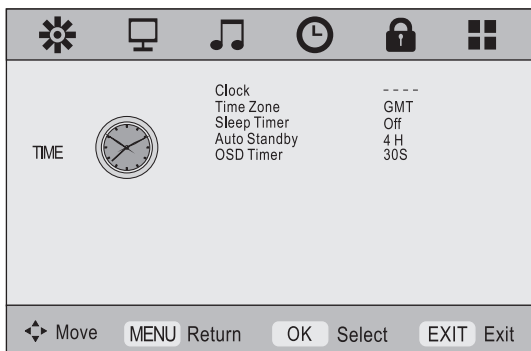 Clock - - - -
Time Zone GMT
Sleep Timer Off
Auto Standby 4 H
OSD Timer 30S
TIME
Move MENU Return OK Select EXIT Exit